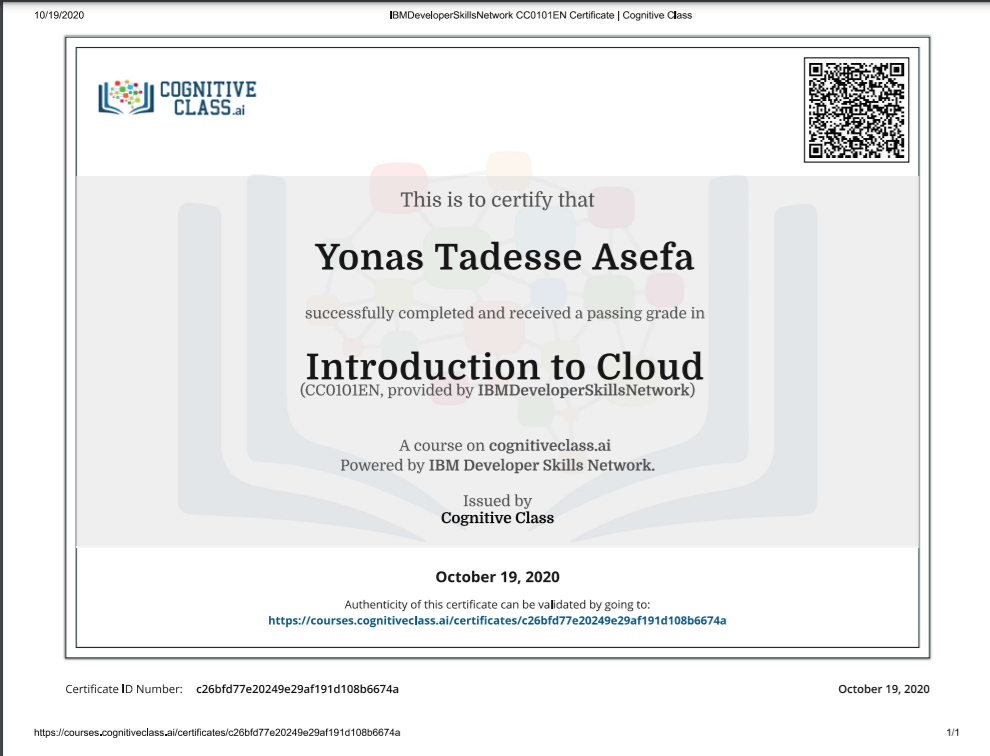 10/19/2020 IBMDeveloperSkillsNetwork CC0101EN Certificate | Cognitive Class
COGNITIVE
CLASS.ai
This is to certify that
Yonas Tadesse Asefa
successfully completed and received a passing grade in
Introduction to Cloud
(CC0101EN, provided by IBMDeveloperSkillsNetwork)
A course on cognitiveclass.ai
Powered by IBM Developer Skills Network.
Issued by
Cognitive Class
October 19, 2020
Authenticity of this certificate can be validated by going to:
https://courses.cognitiveclass.ai/certificates/c26bfd77e20249e29af191d108b6674a
Certificate ID Number: c26bfd77e20249e29af191d108b6674a October 19, 2020
https://courses.cognitiveclass.ai/certificates/c26bfd77e20249e29af191d108b6674a 1/1